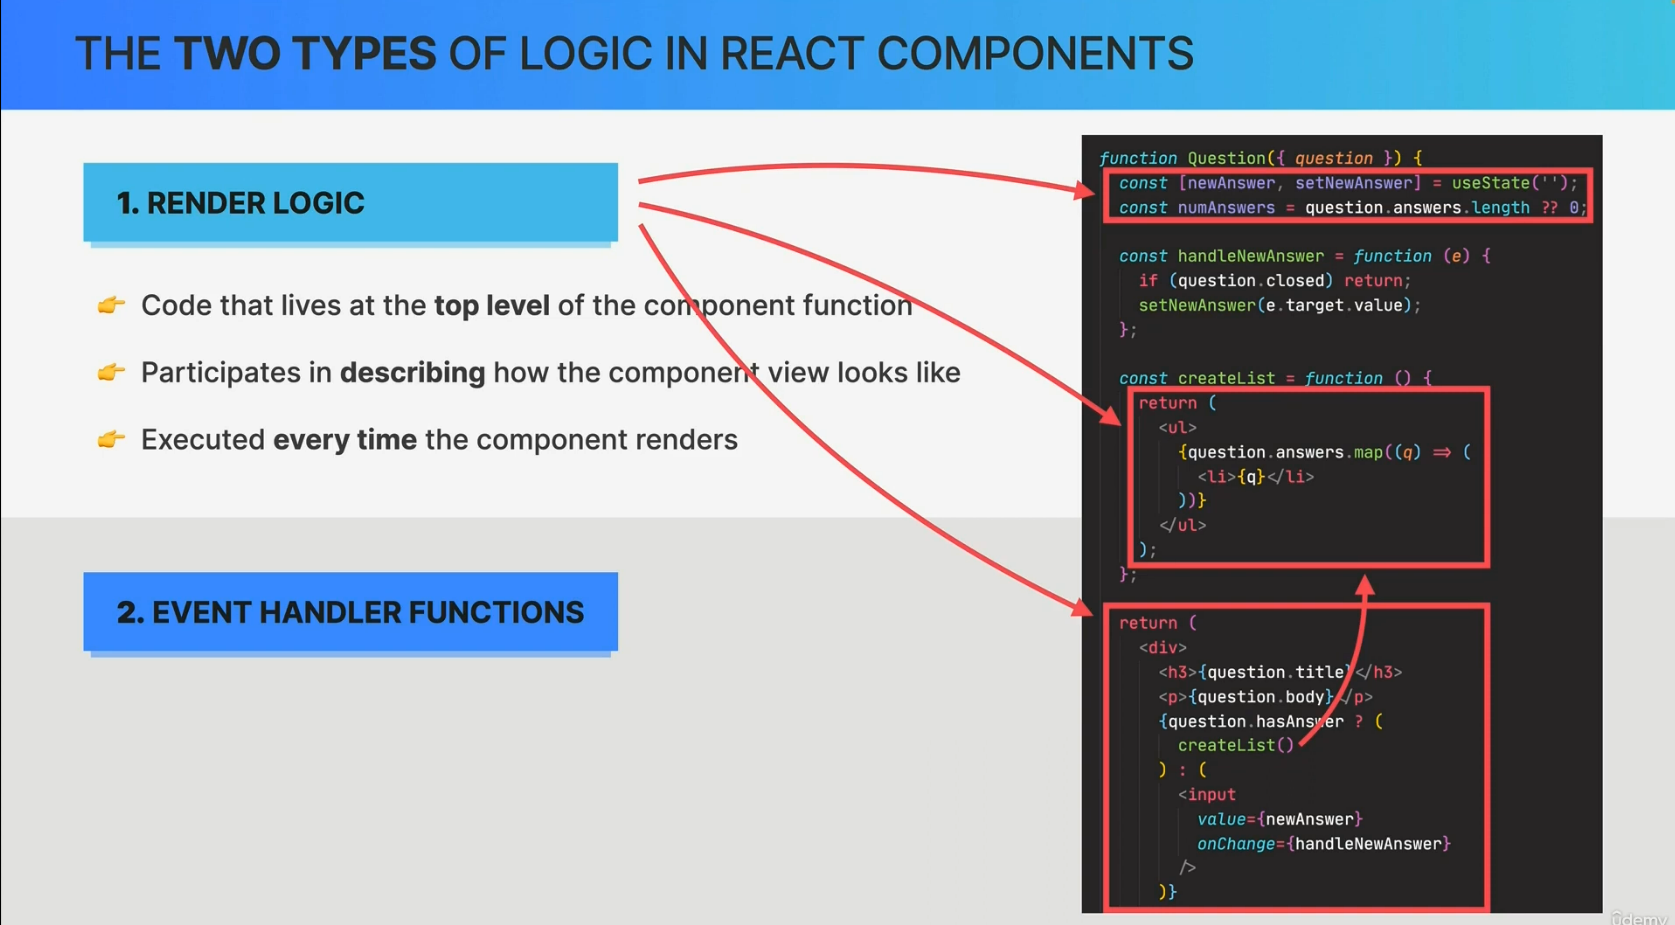 THE TWO TYPES OF LOGIC IN REACT COMPONENTS
1. RENDER LOGIC
👉 Code that lives at the top level of the component function
👉 Participates in describing how the component view looks like
👉 Executed every time the component renders
2. EVENT HANDLER FUNCTIONS
function Question({ question }) {
const [newAnswer, setNewAnswer] = useState('');
const numAnswers = question.answers.length ?? 0;
const handleNewAnswer = function (e) {
if (question.closed) return;
setNewAnswer(e.target.value);
};
const createList = function () {
return (
<ul>
{question.answers.map((q) => (
<li>{q}</li>
))}
</ul>
);
};
return (
<div>
<h3>{question.title}</h3>
<p>{question.body}</p>
{question.hasAnswer ? (
createList()
) : (
<input
value={newAnswer}
onChange={handleNewAnswer}
/>
)}
udemy